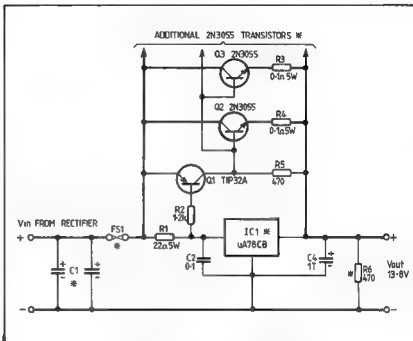 ADDITIONAL 2N3055 TRANSISTORS *
Q3 2N3055
R3
0·1Ω 5W
Q2 2N3055
R4
0·1Ω5W
R5
470
Q1 TIP32A
R2
1·2k
Vin FROM RECTIFIER
FS1
*
R1
22Ω 5W
IC1 *
uA78CB
C1
*
C2
0·1
C4
1T
*
R6
470
Vout
13·8V